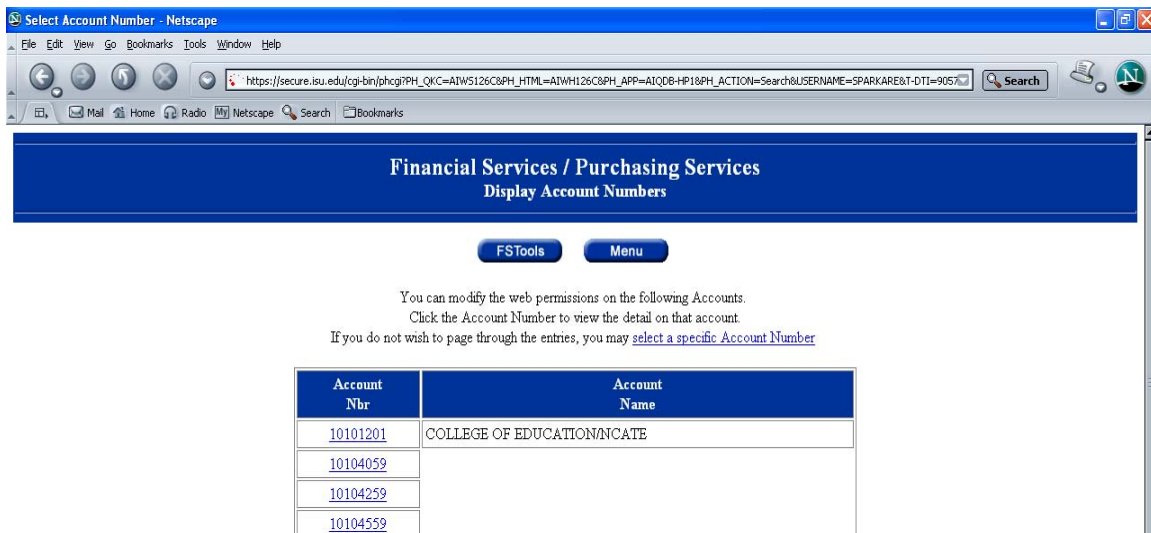 Select Account Number - Netscape
File Edit View Go Bookmarks Tools Window Help
https://secure.isu.edu/cgi-bin/phcgi?PH_QKC=AIWS126C&PH_HTML=AIWH126C&PH_APP=AIQDB-HP1&PH_ACTION=Search&USERNAME=SPARKARE&T-DTI=9057 Search N
Mail Home Radio My Netscape Search Bookmarks
Financial Services / Purchasing Services
Display Account Numbers
FSTools Menu
You can modify the web permissions on the following Accounts.
Click the Account Number to view the detail on that account.
If you do not wish to page through the entries, you may select a specific Account Number
Account Nbr Account Name
10101201 COLLEGE OF EDUCATION/NCATE
10104059
10104259
10104559